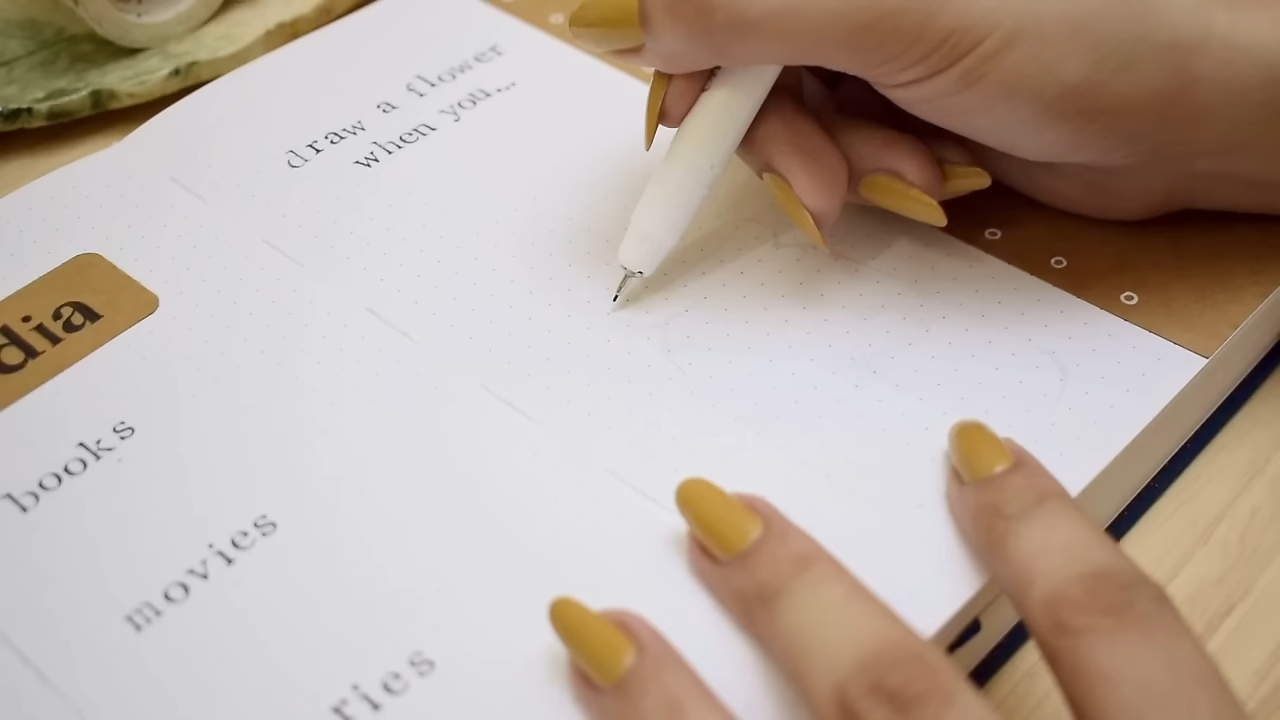 draw a flower
when you...
dia
books
movies
ries